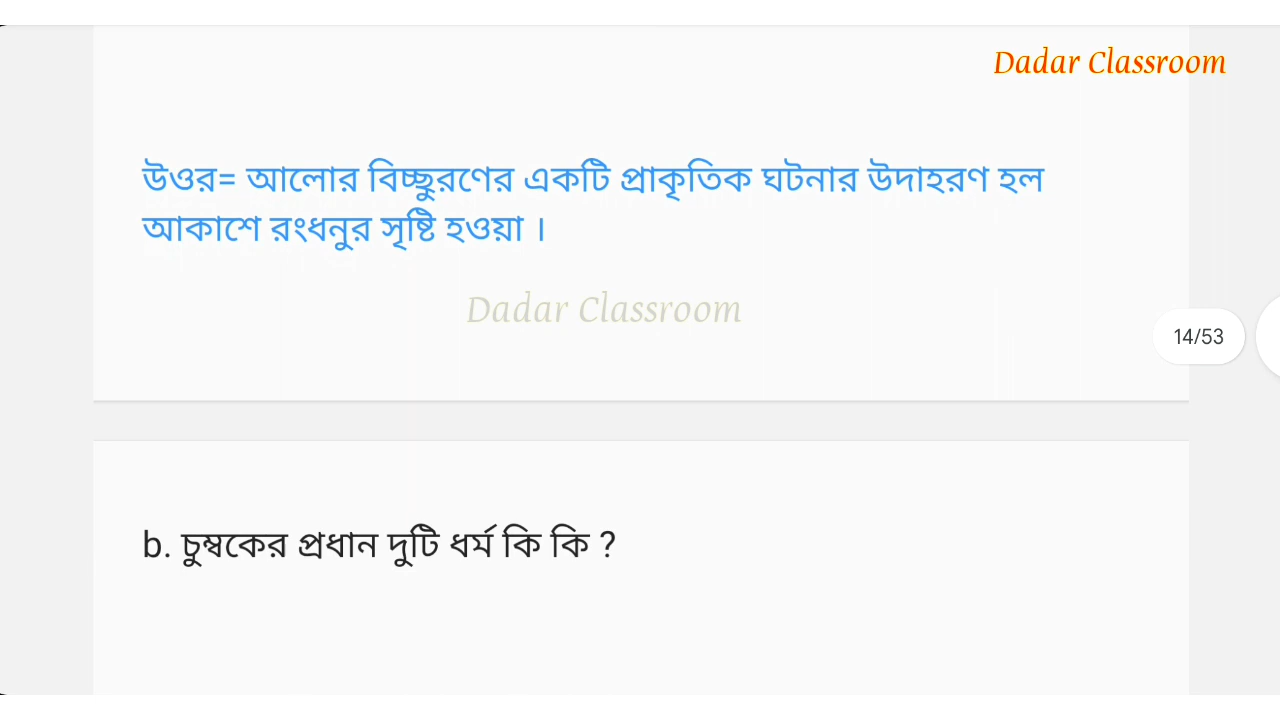 Dadar Classroom
উওর= আলোর বিচ্ছুরণের একটি প্রাকৃতিক ঘটনার উদাহরণ হল
আকাশে রংধনুর সৃষ্টি হওয়া ।
Dadar Classroom
14/53
b. চুম্বকের প্রধান দুটি ধর্ম কি কি ?